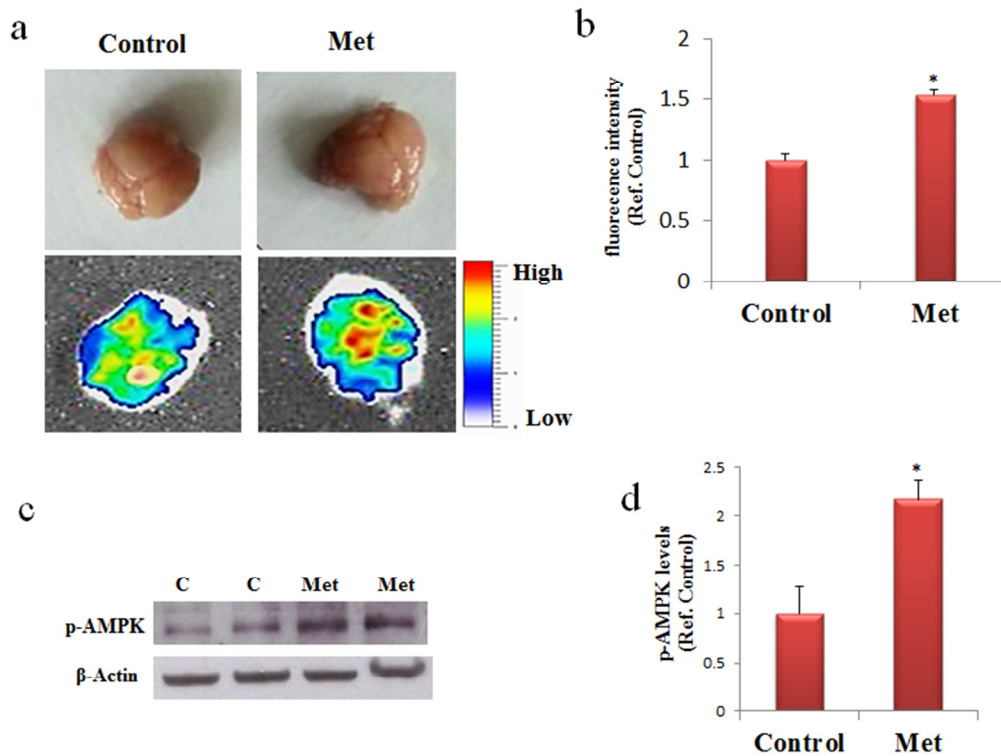 a
Control
Met
High
Low
b
fluorecence intensity
(Ref. Control)
2
1.5
1
0.5
0
*
Control
Met
c
C
C
Met
Met
p-AMPK
β-Actin
d
p-AMPK levels
(Ref. Control)
2.5
2
1.5
1
0.5
0
*
Control
Met